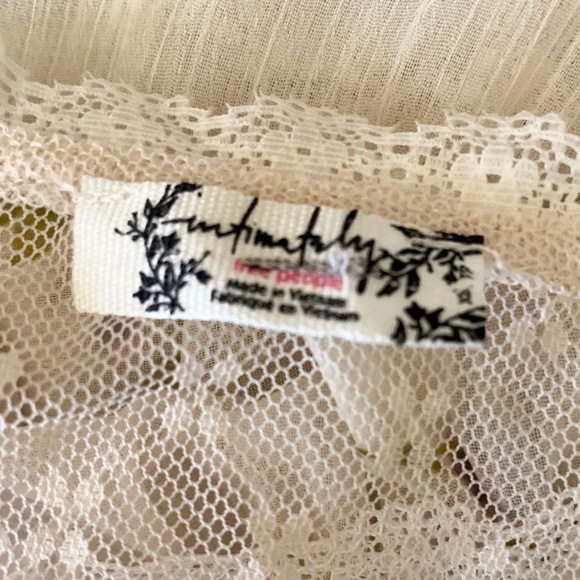 intimately
free people
Made in Vietnam
Fabriqué en Vietnam